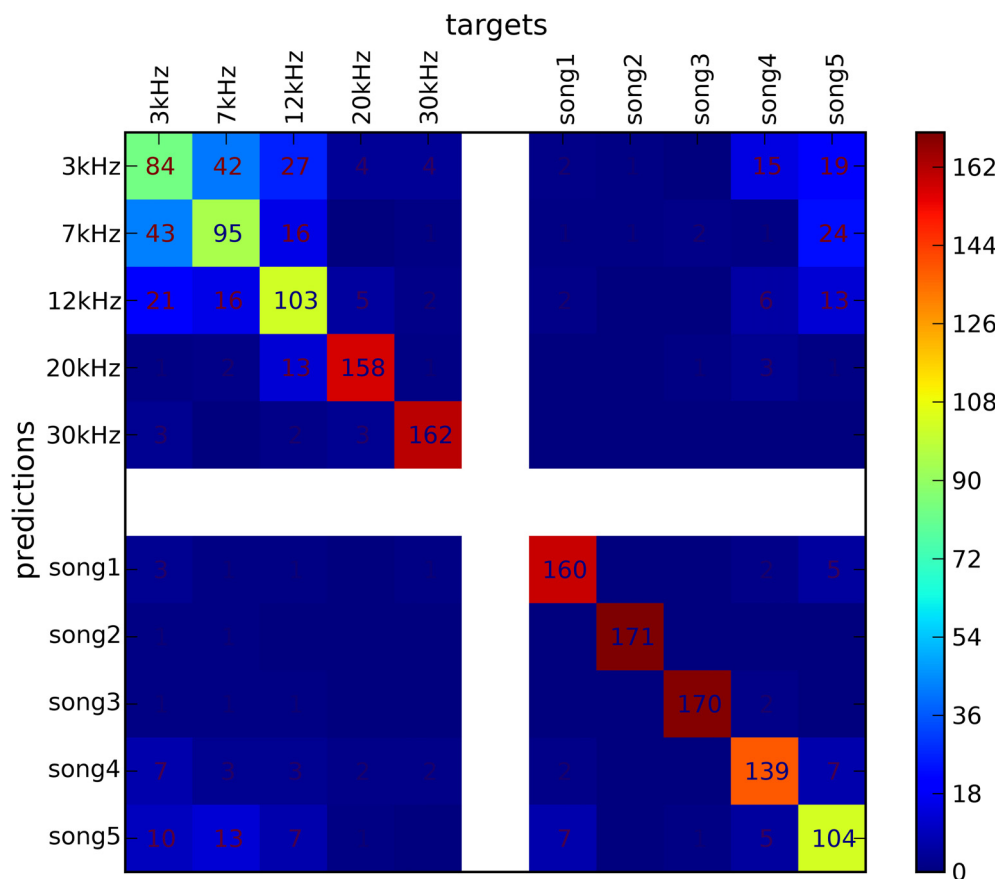 targets
3kHz 7kHz 12kHz 20kHz 30kHz song1 song2 song3 song4 song5
predictions
3kHz 84 42 27 4 4 2 15 19
7kHz 43 95 16 2 24
12kHz 21 16 103 5 2 2 6 13
20kHz 2 13 158 3
30kHz 3 2 3 162
song1 3 160 2 5
song2 171
song3 170 2
song4 7 3 3 2 2 139 7
song5 10 13 7 7 5 104
162
144
126
108
90
72
54
36
18
0